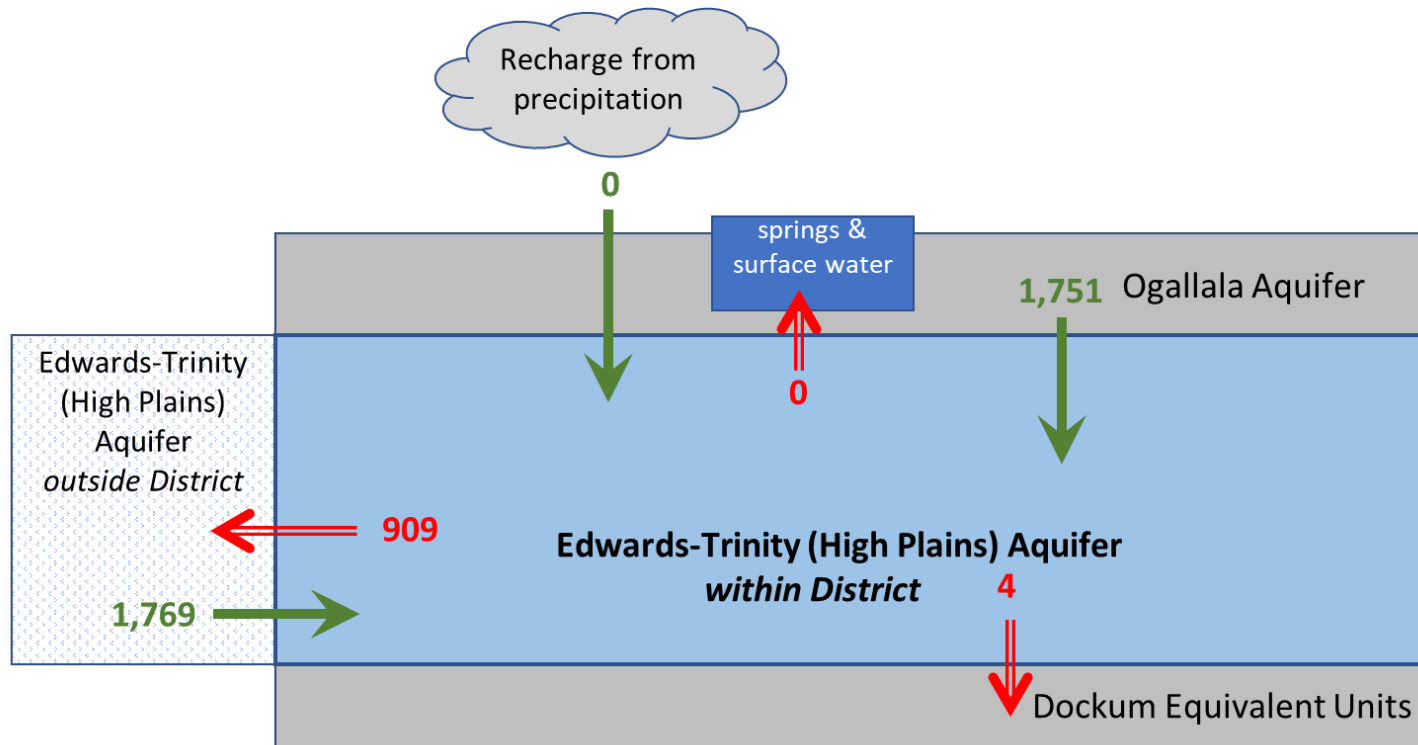 Recharge from
precipitation
0
springs &
surface water
1,751
Ogallala Aquifer
0
Edwards-Trinity
(High Plains)
Aquifer
outside District
909
1,769
Edwards-Trinity (High Plains) Aquifer
within District
4
Dockum Equivalent Units